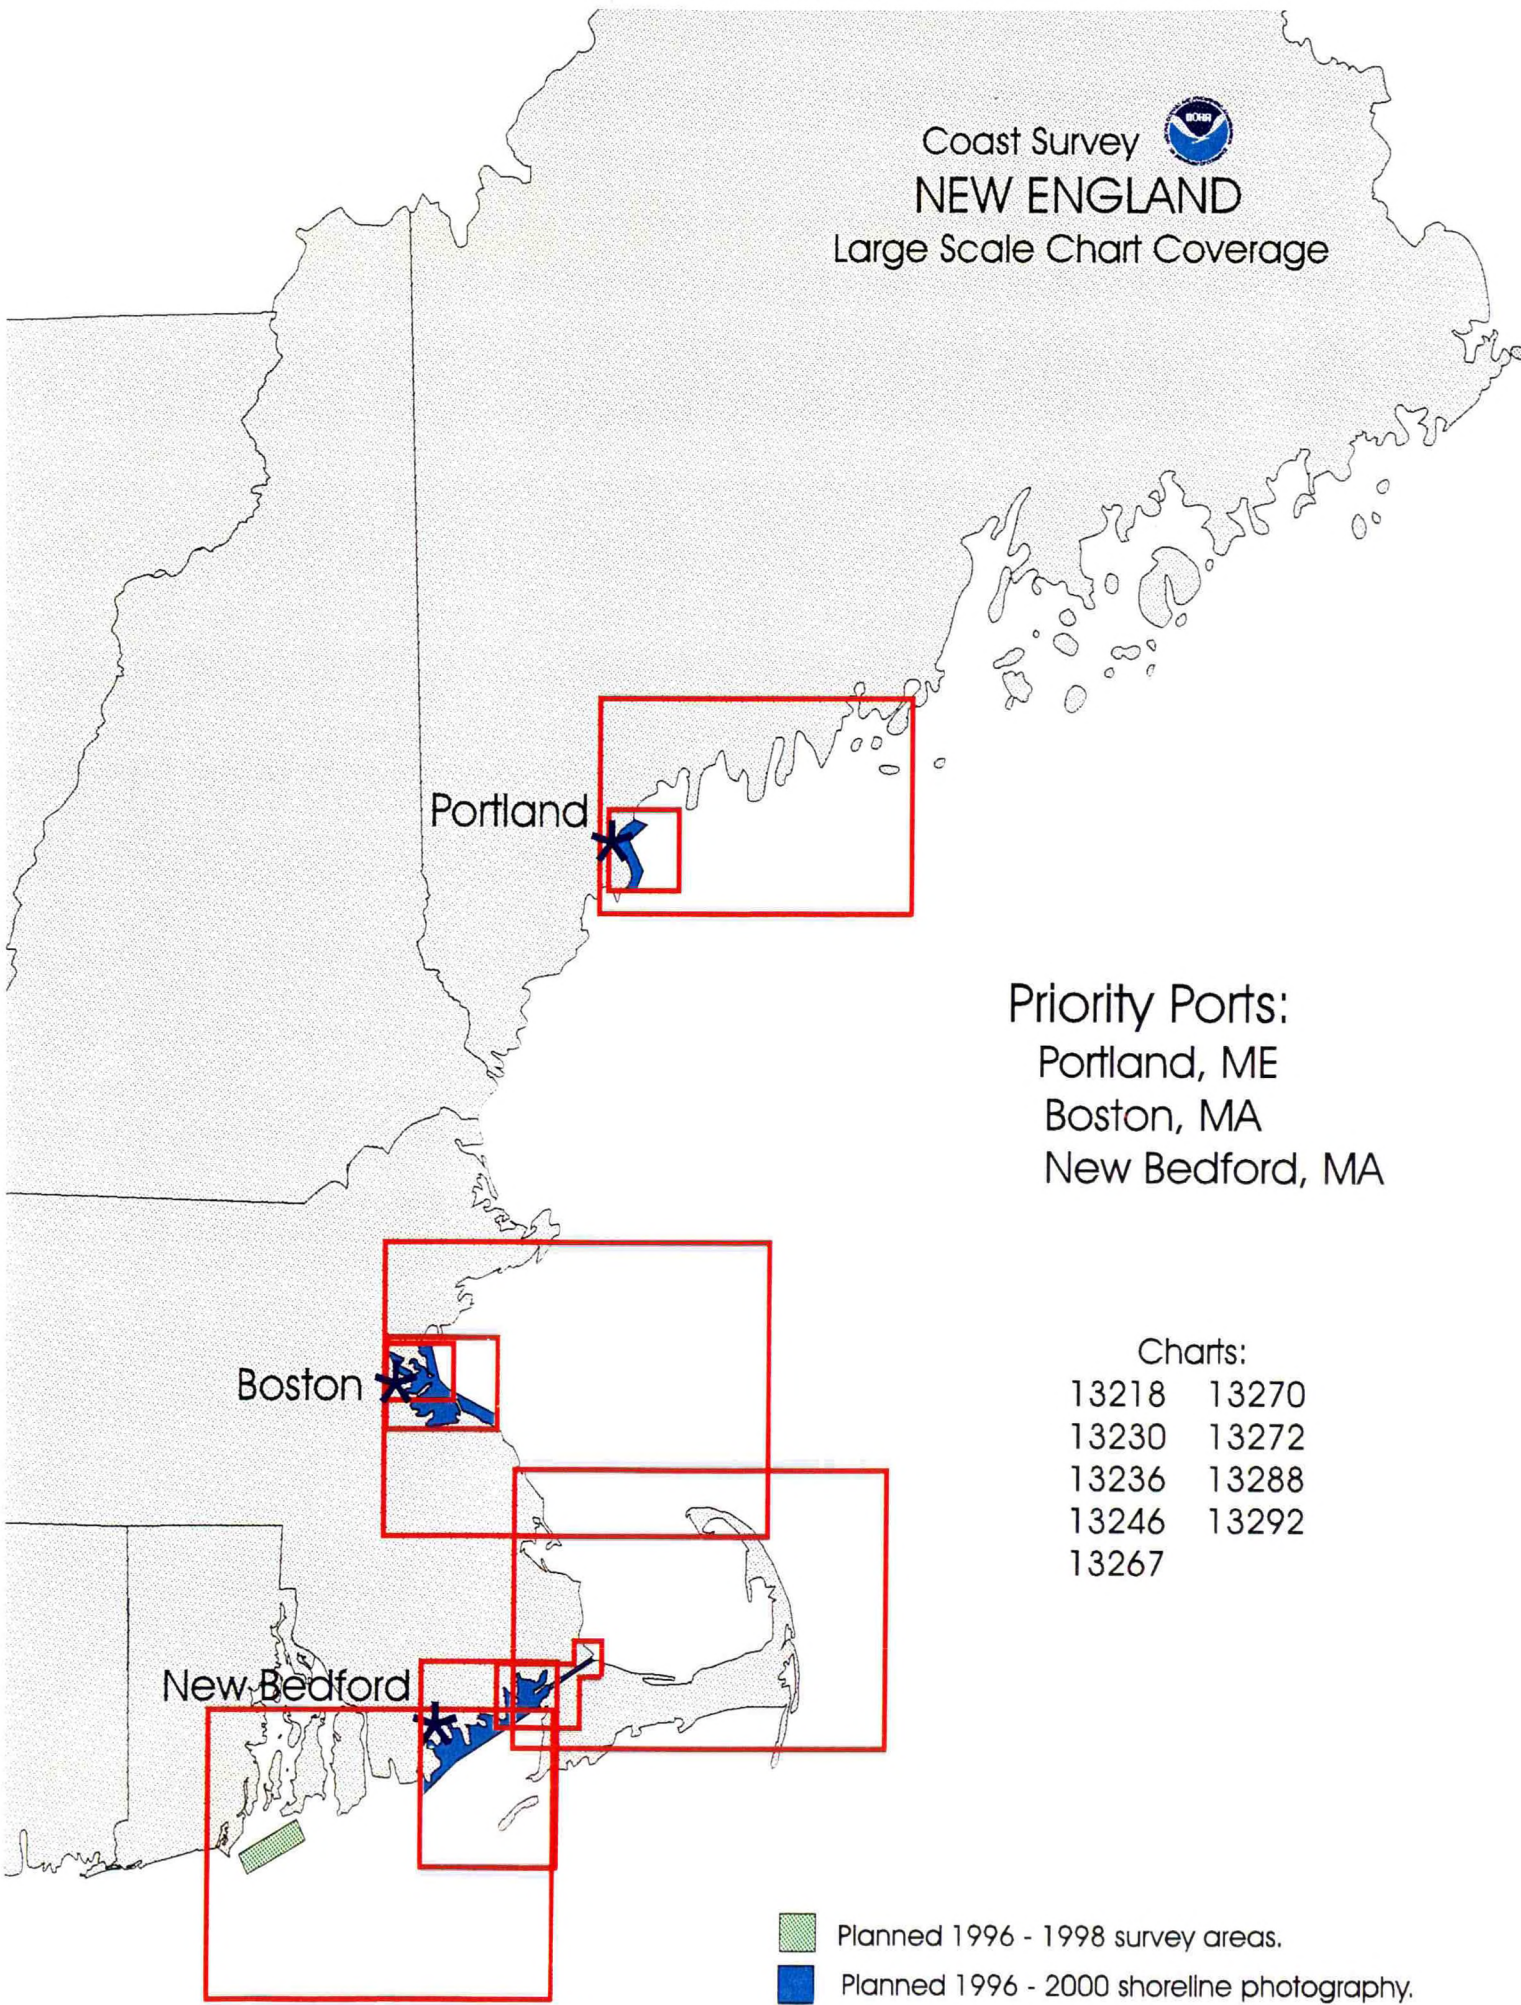 Coast Survey
NOAA
NEW ENGLAND
Large Scale Chart Coverage
Portland
Priority Ports:
Portland, ME
Boston, MA
New Bedford, MA
Boston
Charts:
13218 13270
13230 13272
13236 13288
13246 13292
13267
New Bedford
Planned 1996 - 1998 survey areas.
Planned 1996 - 2000 shoreline photography.